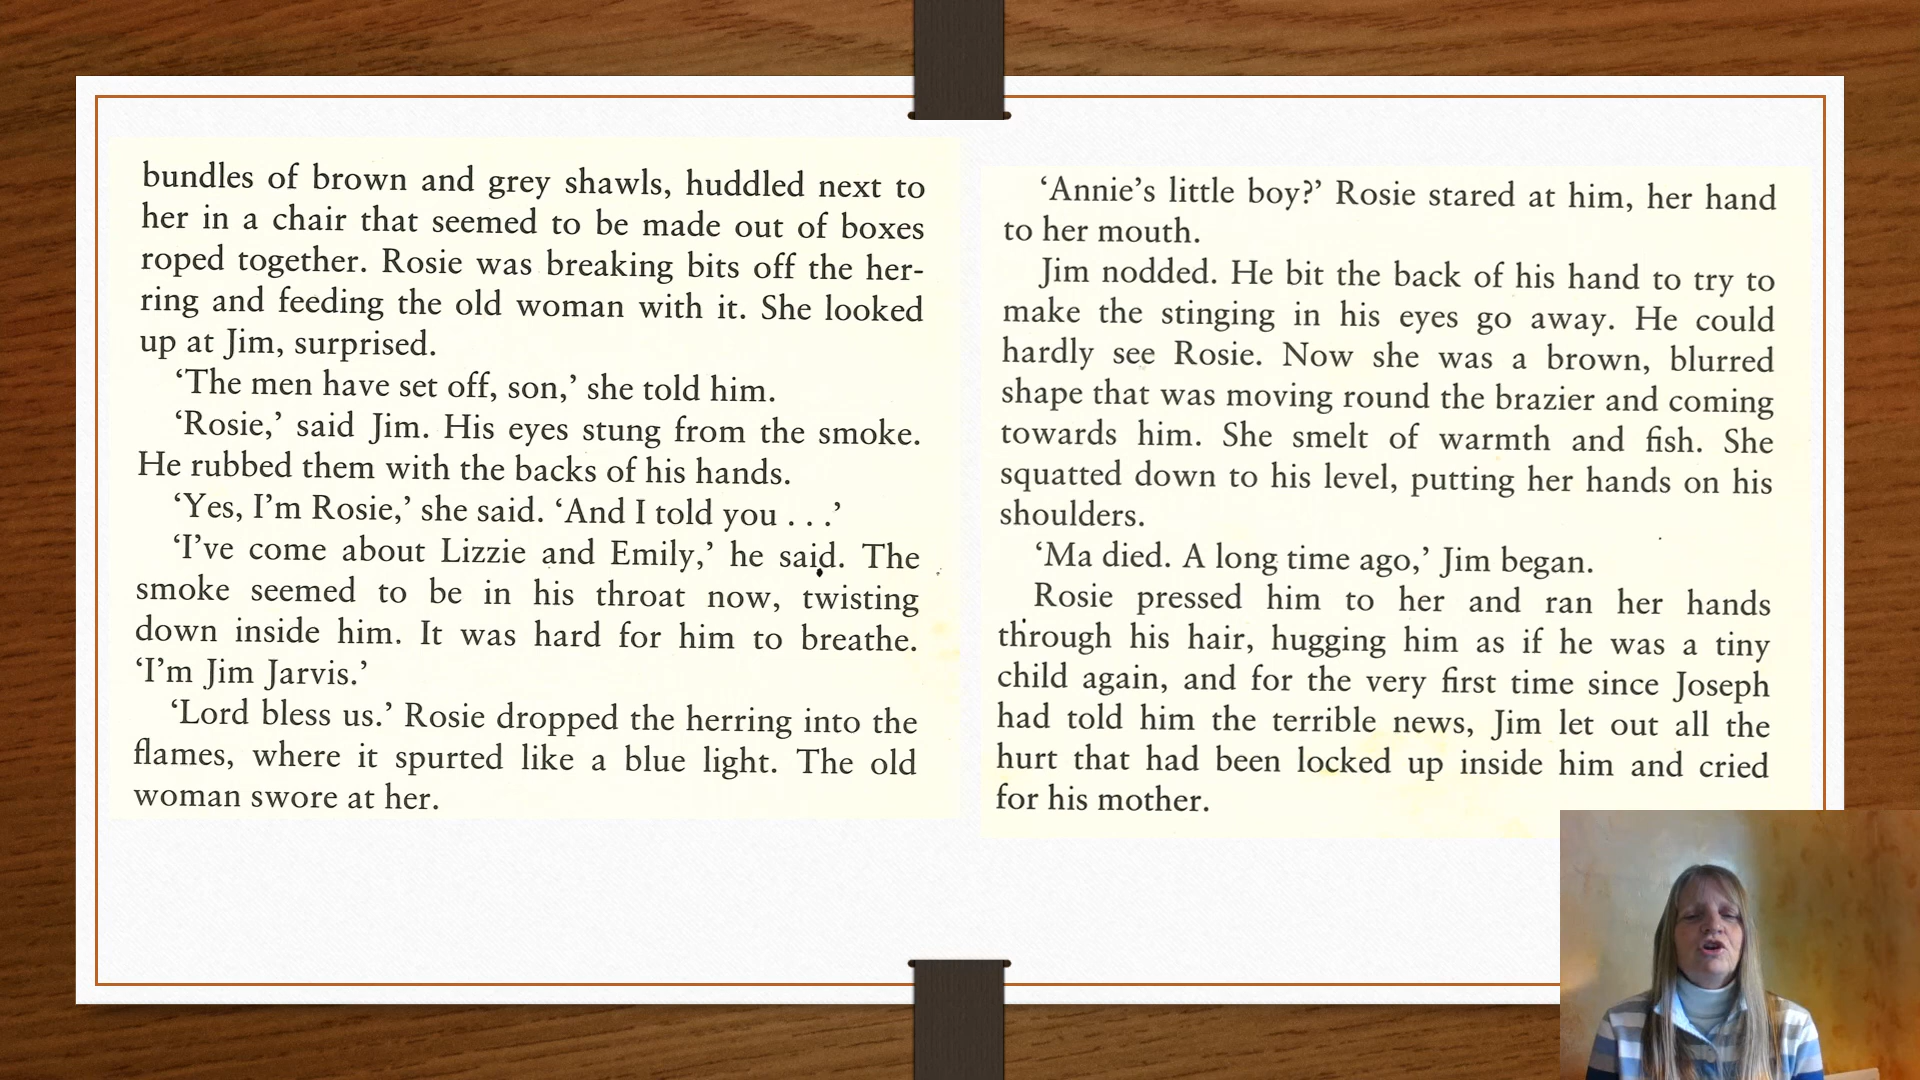 bundles of brown and grey shawls, huddled next to
her in a chair that seemed to be made out of boxes
roped together. Rosie was breaking bits off the her-
ring and feeding the old woman with it. She looked
up at Jim, surprised.
‘The men have set off, son,’ she told him.
‘Rosie,’ said Jim. His eyes stung from the smoke.
He rubbed them with the backs of his hands.
‘Yes, I’m Rosie,’ she said. ‘And I told you . . .’
‘I’ve come about Lizzie and Emily,’ he said. The
smoke seemed to be in his throat now, twisting
down inside him. It was hard for him to breathe.
‘I’m Jim Jarvis.’
‘Lord bless us.’ Rosie dropped the herring into the
flames, where it spurted like a blue light. The old
woman swore at her.
‘Annie’s little boy?’ Rosie stared at him, her hand
to her mouth.
Jim nodded. He bit the back of his hand to try to
make the stinging in his eyes go away. He could
hardly see Rosie. Now she was a brown, blurred
shape that was moving round the brazier and coming
towards him. She smelt of warmth and fish. She
squatted down to his level, putting her hands on his
shoulders.
‘Ma died. A long time ago,’ Jim began.
Rosie pressed him to her and ran her hands
through his hair, hugging him as if he was a tiny
child again, and for the very first time since Joseph
had told him the terrible news, Jim let out all the
hurt that had been locked up inside him and cried
for his mother.